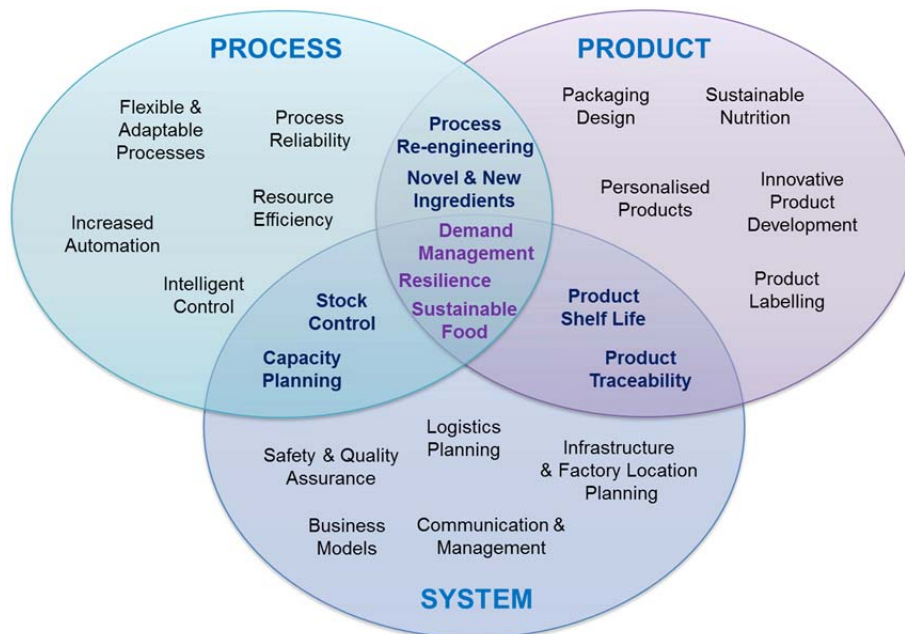 PROCESS
PRODUCT
Flexible &
Adaptable
Processes
Process
Reliability
Resource
Efficiency
Increased
Automation
Intelligent
Control
Process
Re-engineering
Novel & New
Ingredients
Packaging
Design
Sustainable
Nutrition
Personalised
Products
Innovative
Product
Development
Product
Labelling
Demand
Management
Resilience
Sustainable
Food
Stock
Control
Capacity
Planning
Product
Shelf Life
Product
Traceability
Logistics
Planning
Safety & Quality
Assurance
Infrastructure
& Factory Location
Planning
Business
Models
Communication &
Management
SYSTEM